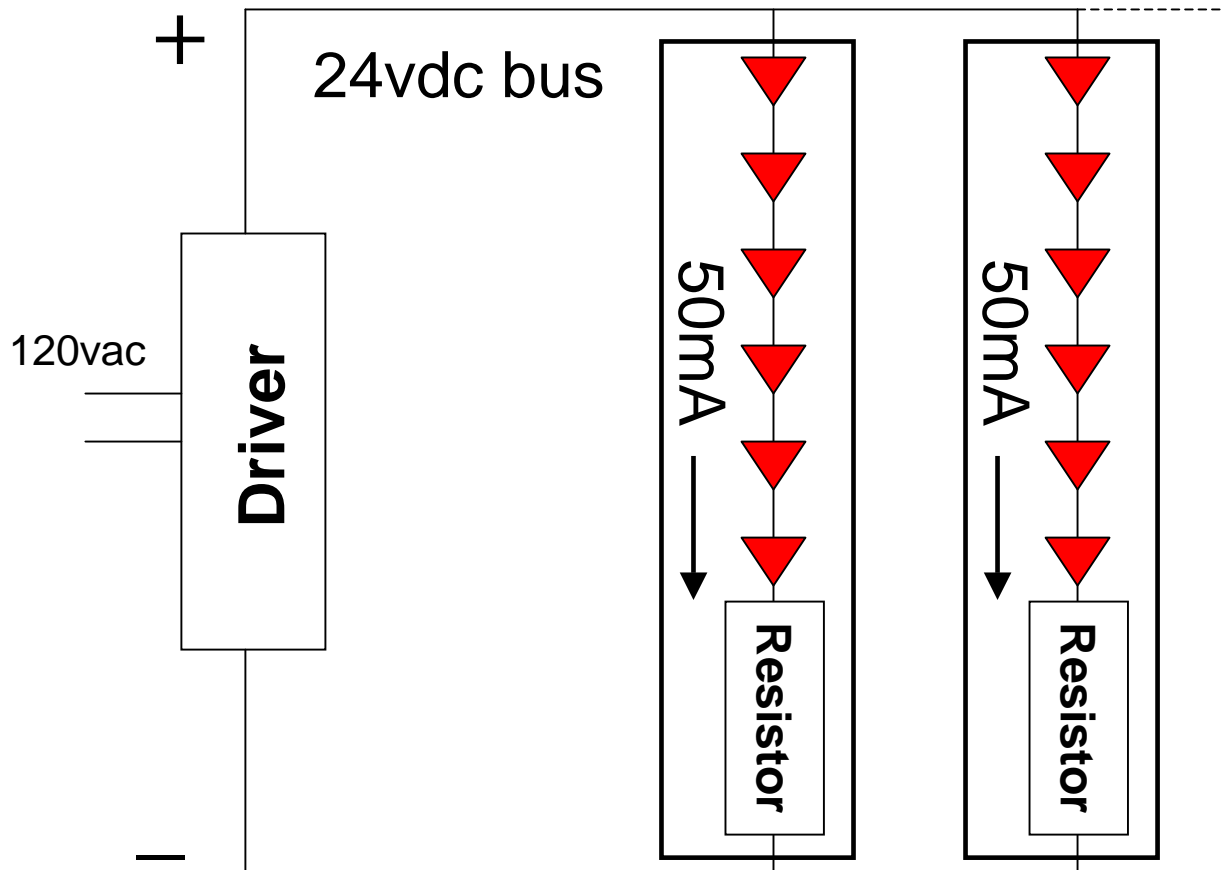 +
24vdc bus
120vac
Driver
50mA
50mA
Resistor
Resistor
–